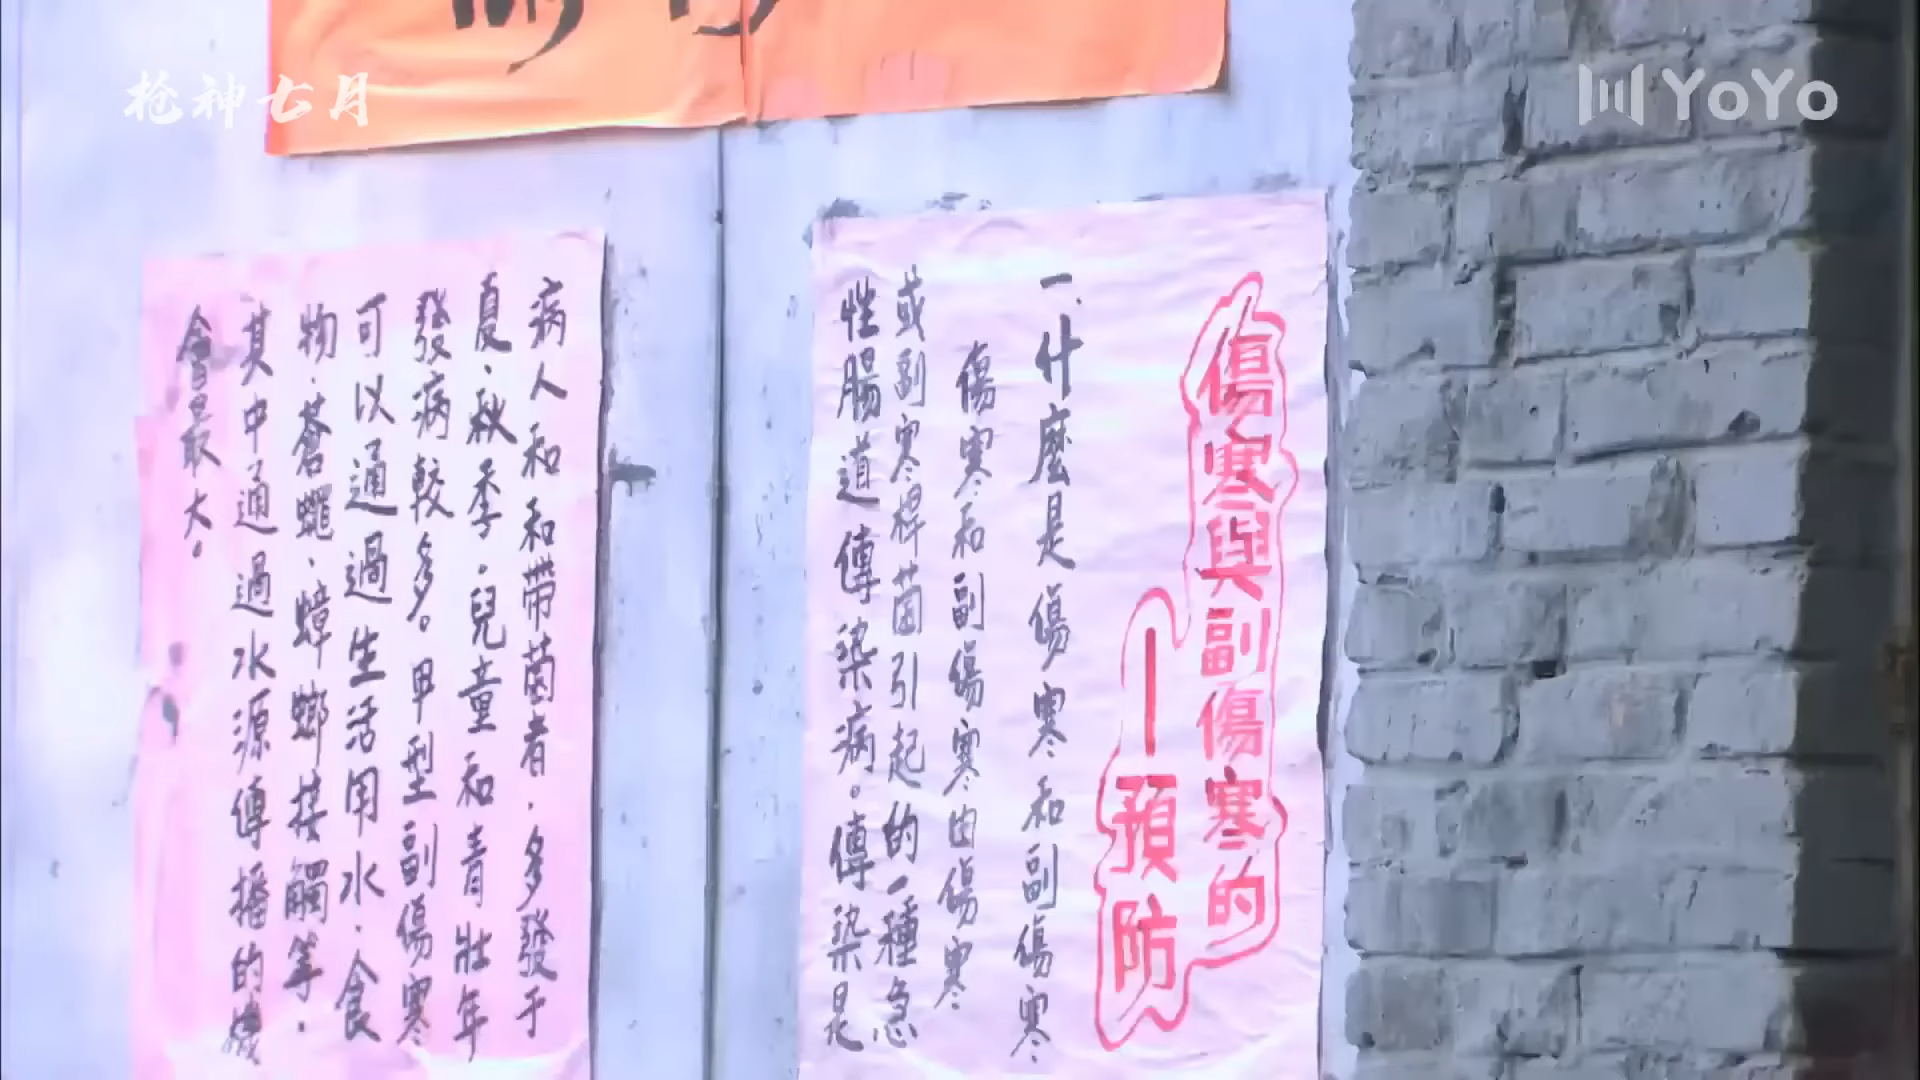 枪神七月
YoYo
傷寒與副傷寒的
—預防
一、什麼是傷寒和副傷寒
傷寒和副傷寒由傷寒
或副寒桿菌引起的一種急
性腸道傳染病。傳染是
病人和和帶菌者，多發于
夏、秋季，兒童和青壯年
發病較多。甲型副傷寒
可以通過生活用水，食
物、蒼蠅、蟑螂接觸等，
其中通過水源傳播的機
會最大。